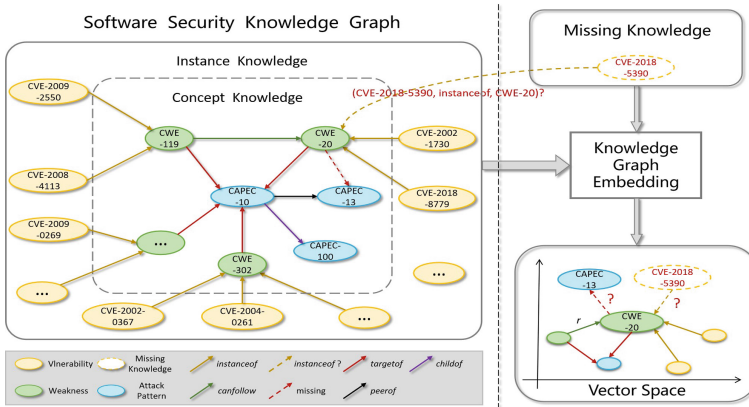 Software Security Knowledge Graph
Instance Knowledge
Concept Knowledge
CVE-2009
-2550
CVE-2008
-4113
CVE-2009
-0269
...
CWE
-119
CWE
-20
CAPEC
-10
CAPEC
-13
CAPEC-
100
...
CWE
-302
CVE-2002-
0367
CVE-2004-
0261
...
...
CVE-2002
-1730
CVE-2018
-8779
(CVE-2018-5390, instanceof, CWE-20)?
Missing Knowledge
CVE-2018
-5390
Knowledge
Graph
Embedding
CAPEC
-13
CVE-2018
-5390
?
?
r
CWE
-20
Vector Space
Vlnerability
Missing
Knowledge
instanceof
instanceof ?
targetof
childof
Weakness
Attack
Pattern
canfollow
missing
peerof